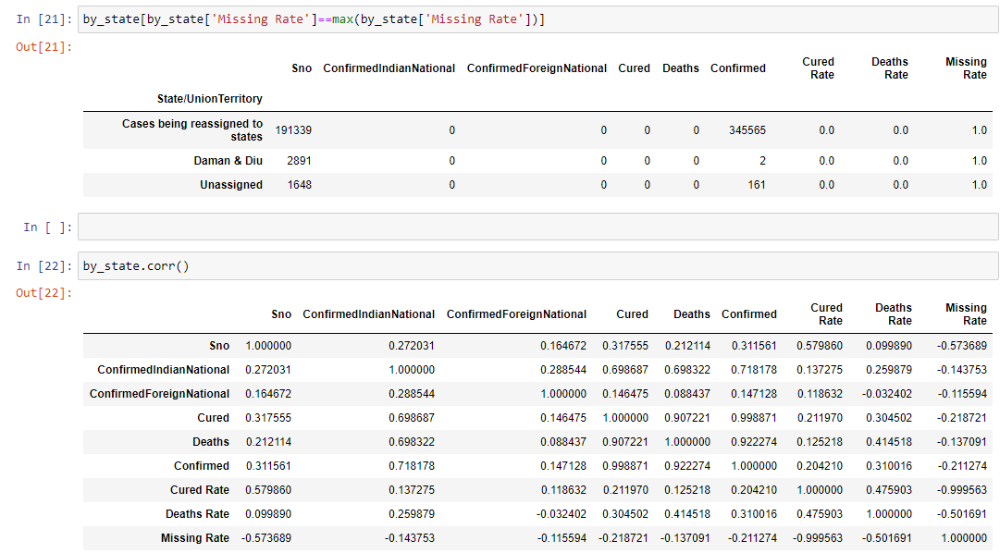 In [21]: by_state[by_state['Missing Rate']==max(by_state['Missing Rate'])]
Out[21]:
Sno ConfirmedIndianNational ConfirmedForeignNational Cured Deaths Confirmed Cured Rate Deaths Rate Missing Rate
State/UnionTerritory
Cases being reassigned to states 191339 0 0 0 0 345565 0.0 0.0 1.0
Daman & Diu 2891 0 0 0 0 2 0.0 0.0 1.0
Unassigned 1648 0 0 0 0 161 0.0 0.0 1.0
In [ ]:
In [22]: by_state.corr()
Out[22]:
Sno ConfirmedIndianNational ConfirmedForeignNational Cured Deaths Confirmed Cured Rate Deaths Rate Missing Rate
Sno 1.000000 0.272031 0.164672 0.317555 0.212114 0.311561 0.579860 0.099890 -0.573689
ConfirmedIndianNational 0.272031 1.000000 0.288544 0.698687 0.698322 0.718178 0.137275 0.259879 -0.143753
ConfirmedForeignNational 0.164672 0.288544 1.000000 0.146475 0.088437 0.147128 0.118632 -0.032402 -0.115594
Cured 0.317555 0.698687 0.146475 1.000000 0.907221 0.998871 0.211970 0.304502 -0.218721
Deaths 0.212114 0.698322 0.088437 0.907221 1.000000 0.922274 0.125218 0.414518 -0.137091
Confirmed 0.311561 0.718178 0.147128 0.998871 0.922274 1.000000 0.204210 0.310016 -0.211274
Cured Rate 0.579860 0.137275 0.118632 0.211970 0.125218 0.204210 1.000000 0.475903 -0.999563
Deaths Rate 0.099890 0.259879 -0.032402 0.304502 0.414518 0.310016 0.475903 1.000000 -0.501691
Missing Rate -0.573689 -0.143753 -0.115594 -0.218721 -0.137091 -0.211274 -0.999563 -0.501691 1.000000